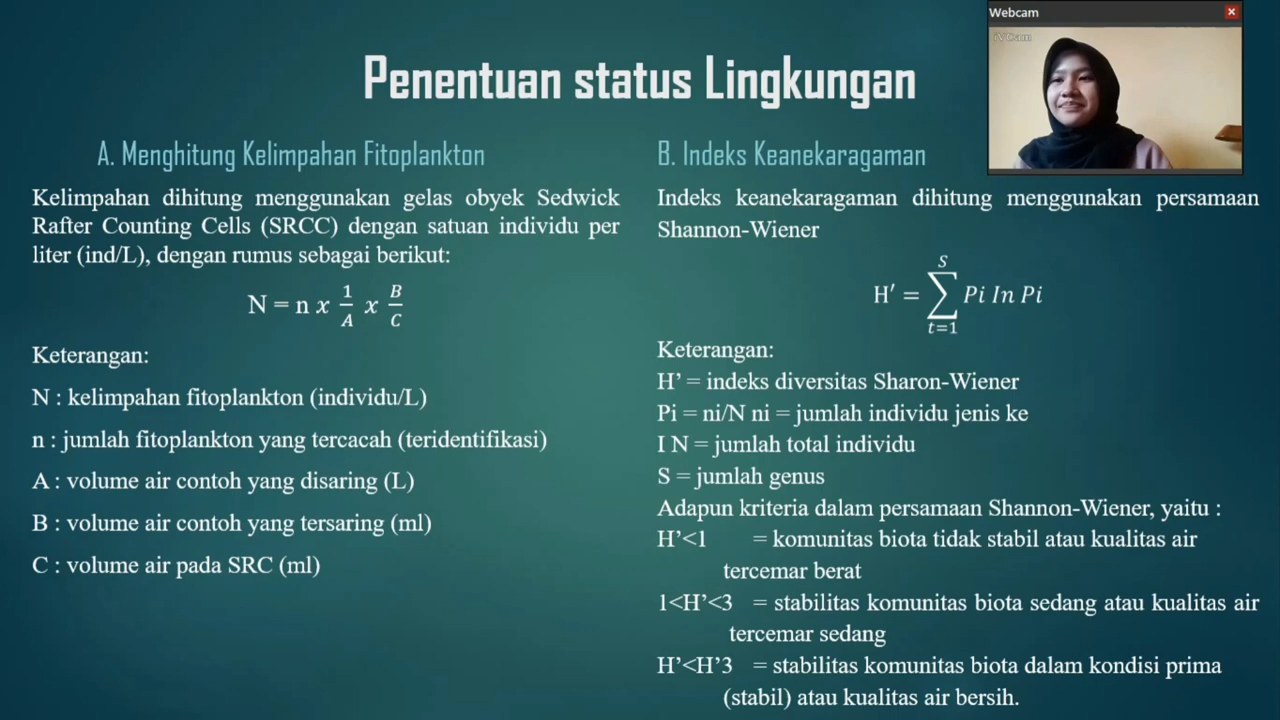 Webcam
iVCam
Penentuan status Lingkungan
A. Menghitung Kelimpahan Fitoplankton
Kelimpahan dihitung menggunakan gelas obyek Sedwick
Rafter Counting Cells (SRCC) dengan satuan individu per
liter (ind/L), dengan rumus sebagai berikut:
N = n x 1/A x B/C
Keterangan:
N : kelimpahan fitoplankton (individu/L)
n : jumlah fitoplankton yang tercacah (teridentifikasi)
A : volume air contoh yang disaring (L)
B : volume air contoh yang tersaring (ml)
C : volume air pada SRC (ml)
B. Indeks Keanekaragaman
Indeks keanekaragaman dihitung menggunakan persamaan
Shannon-Wiener
S
H′ = ∑ Pi In Pi
t=1
Keterangan:
H’ = indeks diversitas Sharon-Wiener
Pi = ni/N ni = jumlah individu jenis ke
I N = jumlah total individu
S = jumlah genus
Adapun kriteria dalam persamaan Shannon-Wiener, yaitu :
H’<1 = komunitas biota tidak stabil atau kualitas air
tercemar berat
1<H’<3 = stabilitas komunitas biota sedang atau kualitas air
tercemar sedang
H’<H’3 = stabilitas komunitas biota dalam kondisi prima
(stabil) atau kualitas air bersih.